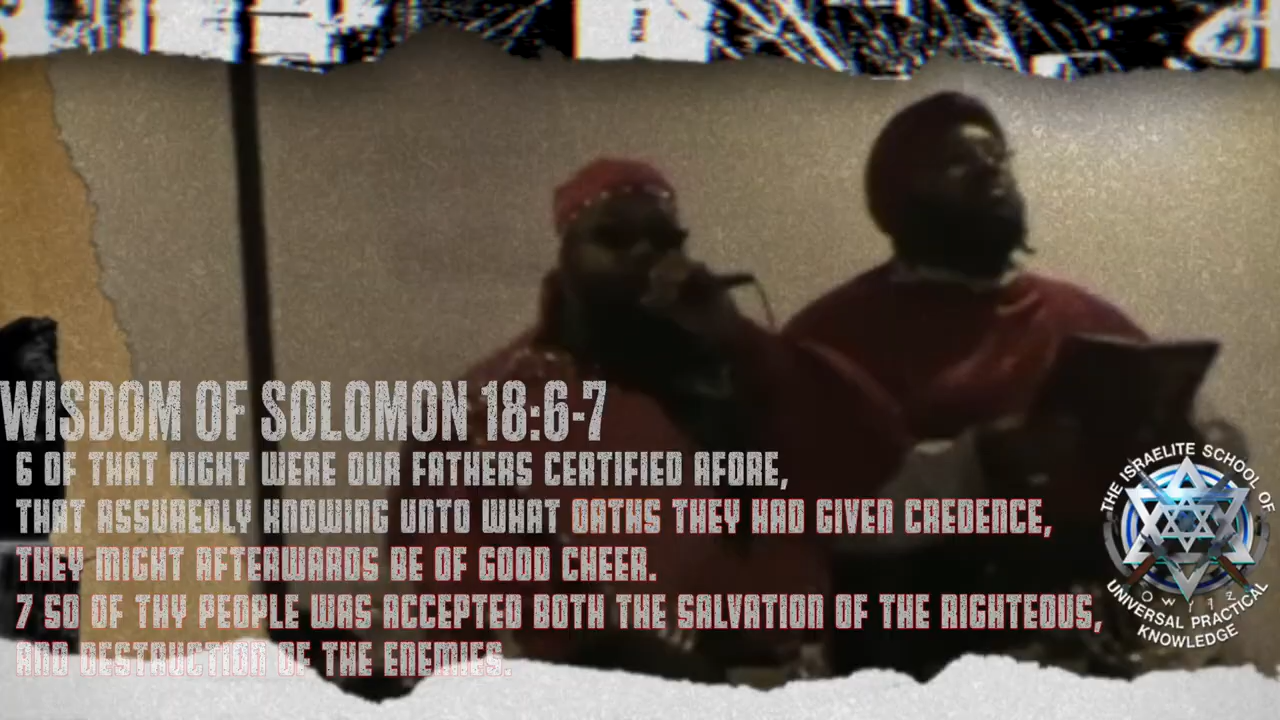 WISDOM OF SOLOMON 18:6-7
6 OF THAT NIGHT WERE OUR FATHERS CERTIFIED AFORE,
THAT ASSUREDLY KNOWING UNTO WHAT OATHS THEY HAD GIVEN CREDENCE,
THEY MIGHT AFTERWARDS BE OF GOOD CHEER.
7 SO OF THY PEOPLE WAS ACCEPTED BOTH THE SALVATION OF THE RIGHTEOUS,
AND DESTRUCTION OF THE ENEMIES.
THE ISRAELITE SCHOOL OF
UNIVERSAL PRACTICAL
KNOWLEDGE